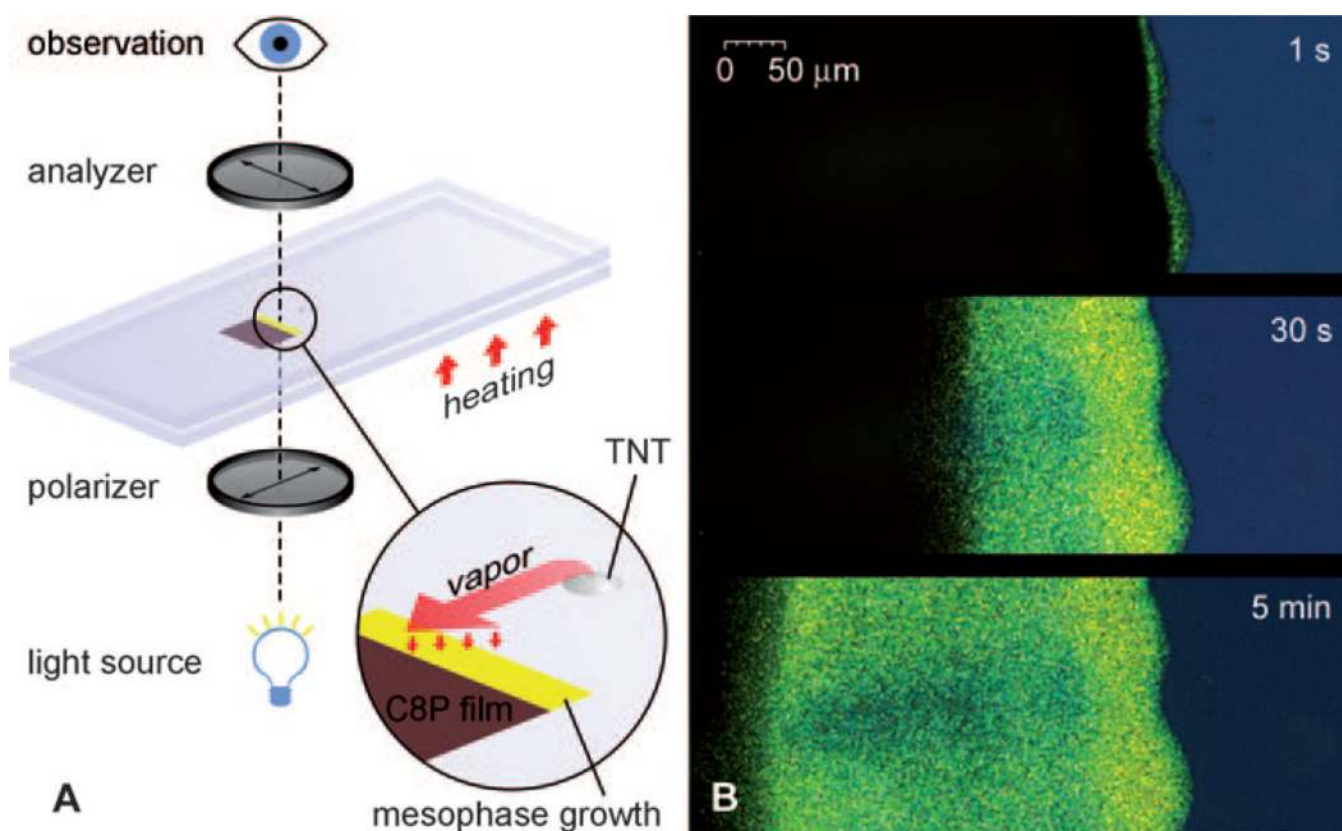 observation
analyzer
heating
polarizer
TNT
vapor
light source
C8P film
A
mesophase growth
1 s
0 50 μm
30 s
5 min
B